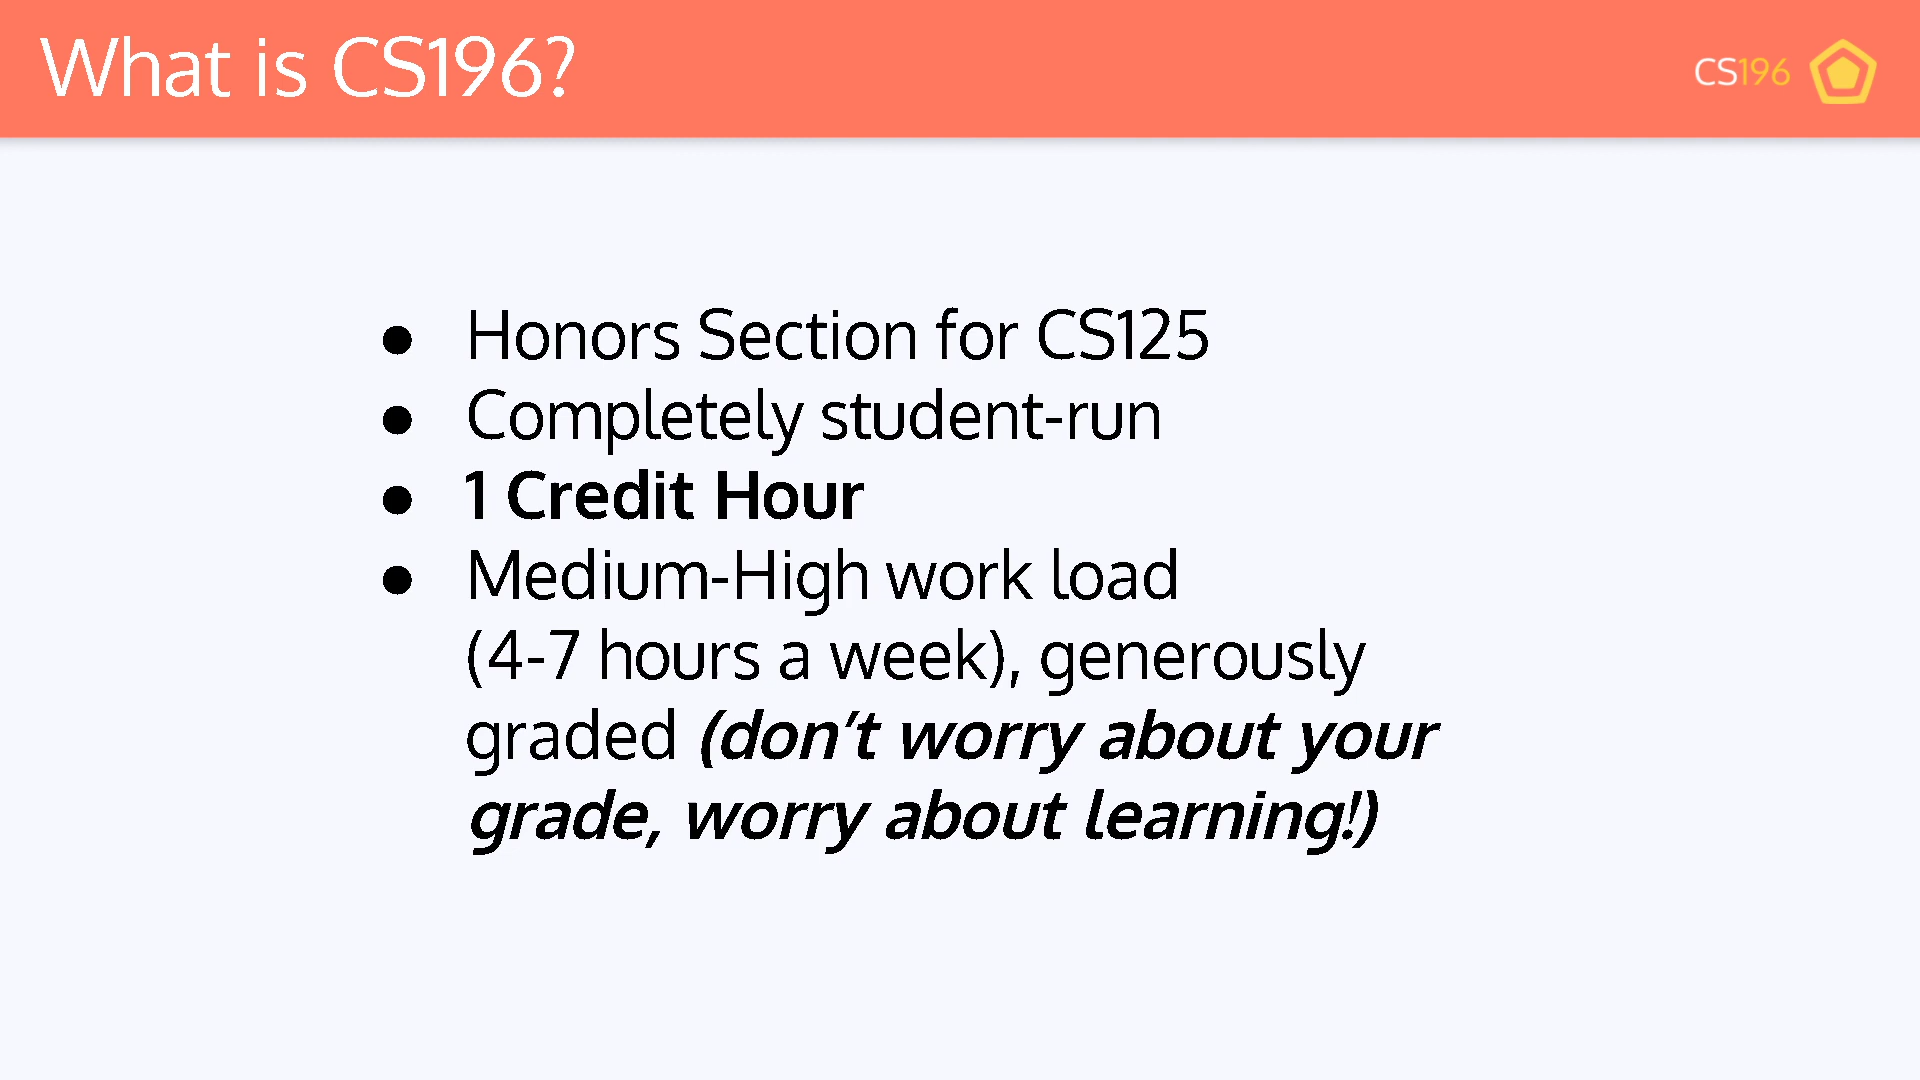 What is CS196?
CS196
● Honors Section for CS125
● Completely student-run
● 1 Credit Hour
● Medium-High work load
(4-7 hours a week), generously
graded (don't worry about your
grade, worry about learning!)